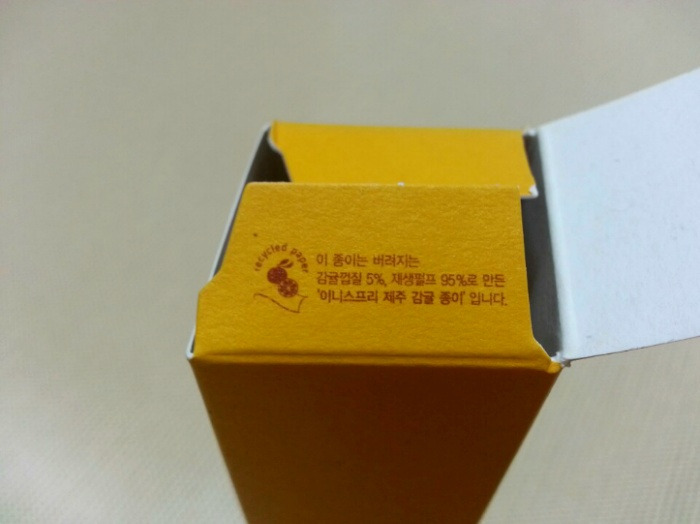 recycled paper
이 종이는 버려지는
감귤껍질 5%, 재생펄프 95%로 만든
'이니스프리 제주 감귤 종이' 입니다.